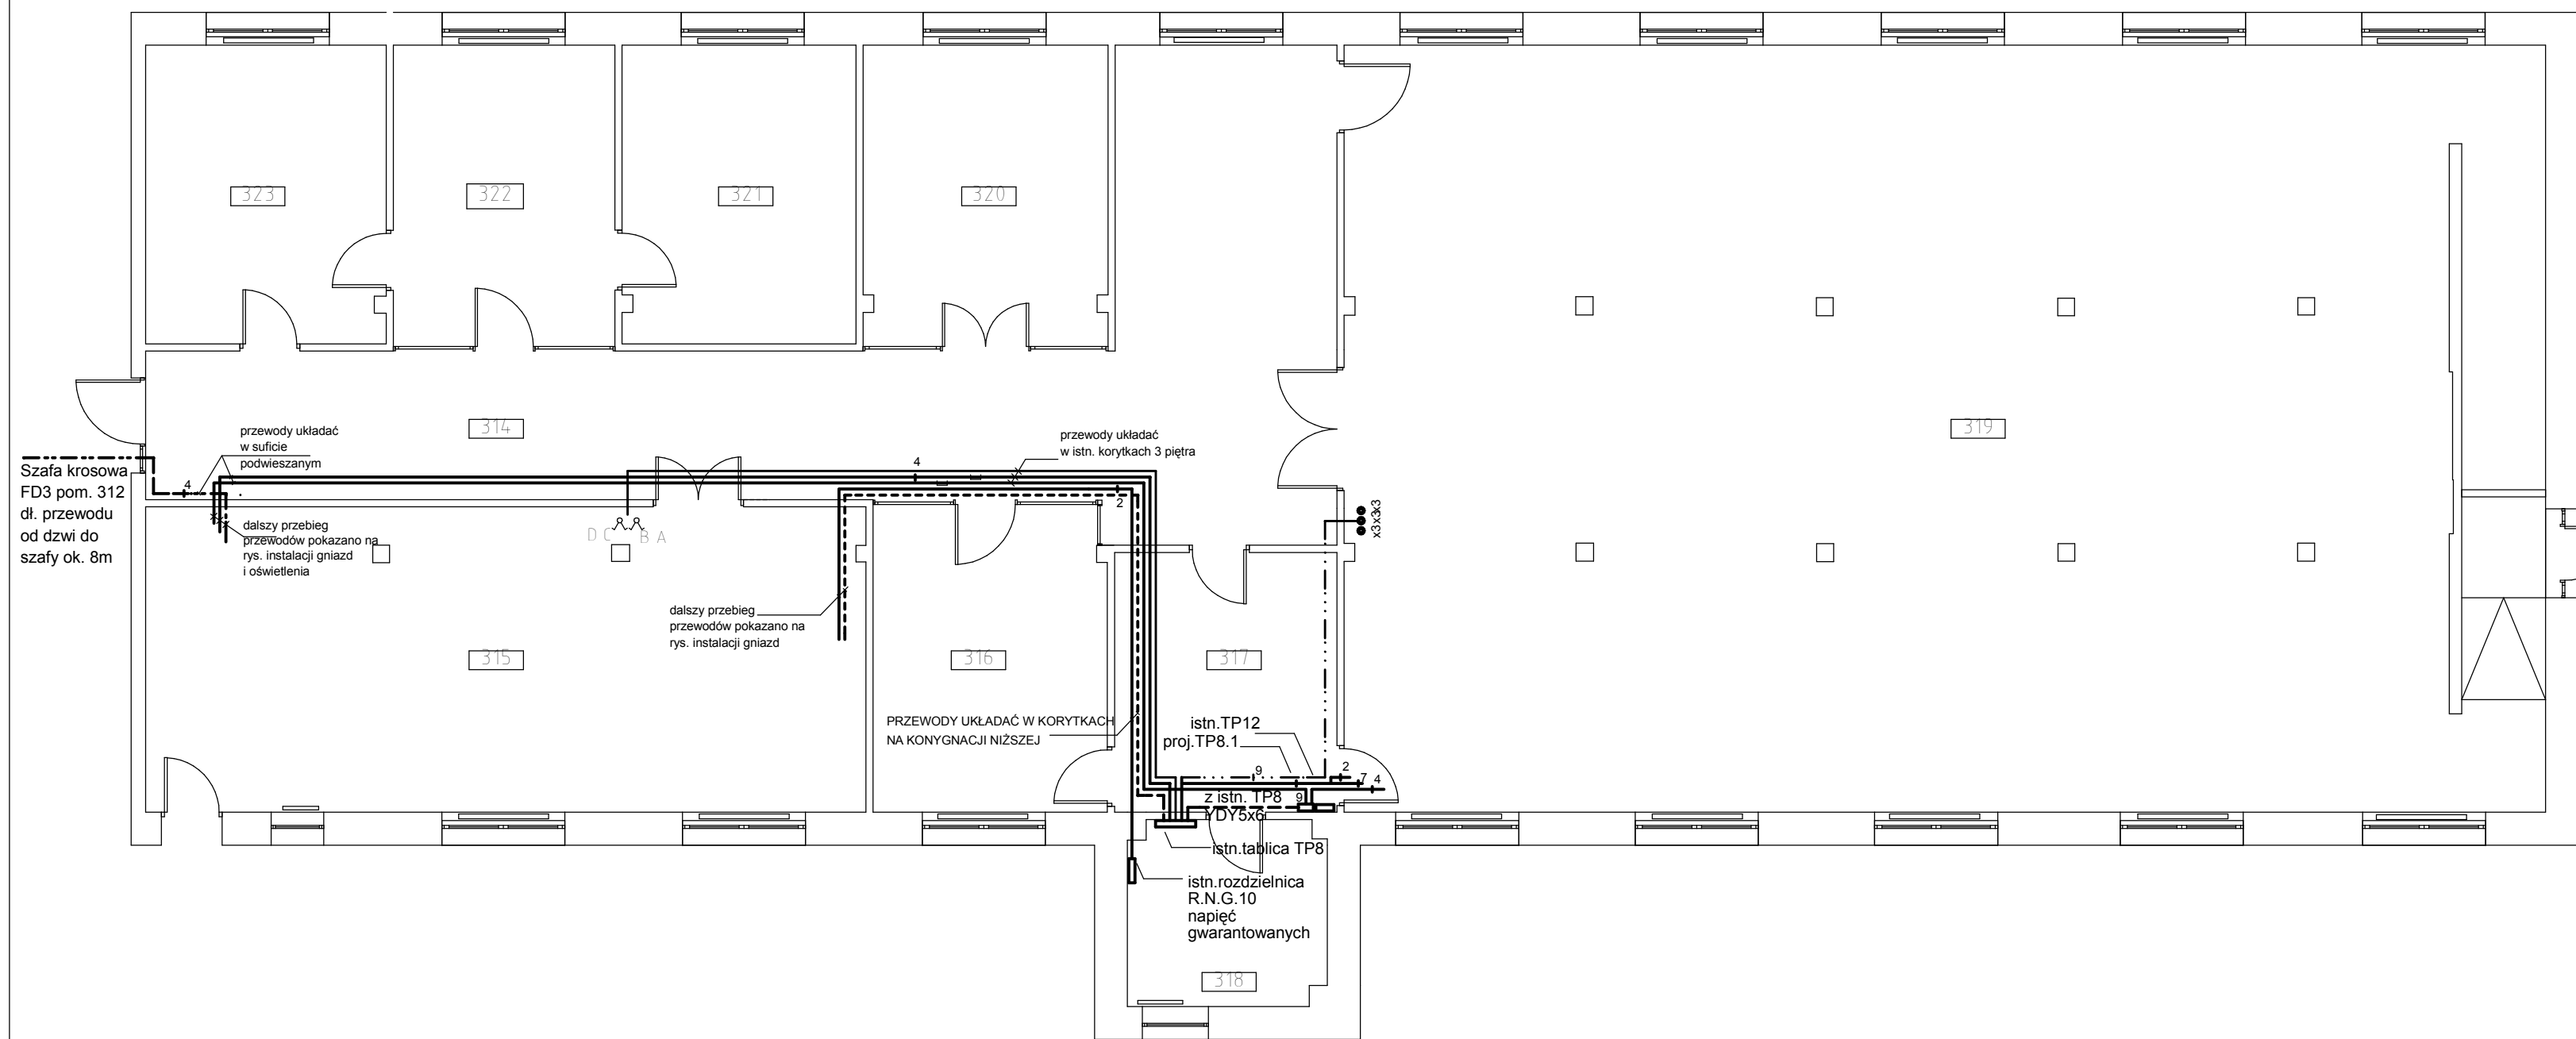 323
322
321
320
314
319
przewody układać
w suficie
podwieszanym
przewody układać
w istn. korytkach 3 piętra
Szafa krosowa
FD3 pom. 312
dł. przewodu
od dzwi do
szafy ok. 8m
4
4
2
dalszy przebieg
przewodów pokazano na
rys. instalacji gniazd
i oświetlenia
D C B A
x3x3x3
dalszy przebieg
przewodów pokazano na
rys. instalacji gniazd
315
316
317
PRZEWODY UKŁADAĆ W KORYTKACH
NA KONYGNACJI NIŻSZEJ
istn.TP12
proj.TP8.1
9
2
7
4
9
z istn. TP8
YDY5x6
istn.tablica TP8
istn.rozdzielnica
R.N.G.10
napięć
gwarantowanych
318